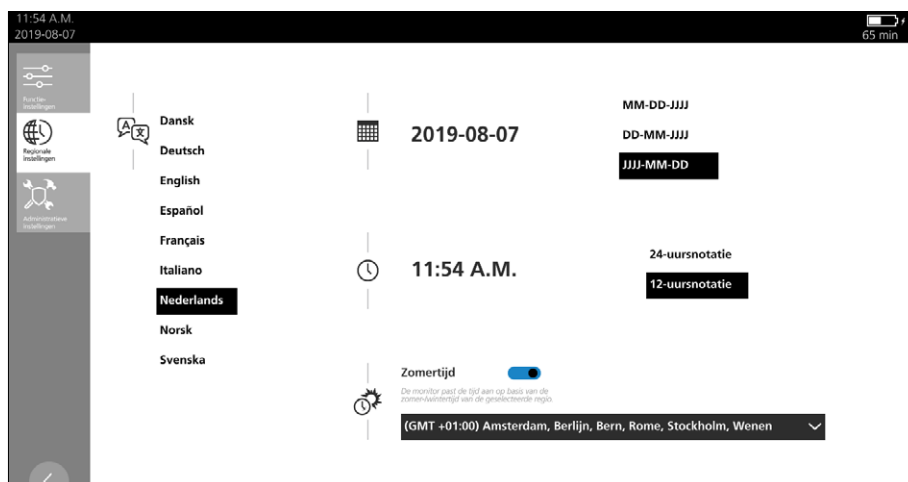 11:54 A.M.
2019-08-07
65 min
Functie-
instellingen
Regionale
instellingen
Administratieve
instellingen
Dansk
Deutsch
English
Español
Français
Italiano
Nederlands
Norsk
Svenska
2019-08-07
MM-DD-JJJJ
DD-MM-JJJJ
JJJJ-MM-DD
11:54 A.M.
24-uursnotatie
12-uursnotatie
Zomertijd
De monitor past de tijd aan op basis van de
zomer-/wintertijd van de geselecteerde regio.
(GMT +01:00) Amsterdam, Berlijn, Bern, Rome, Stockholm, Wenen